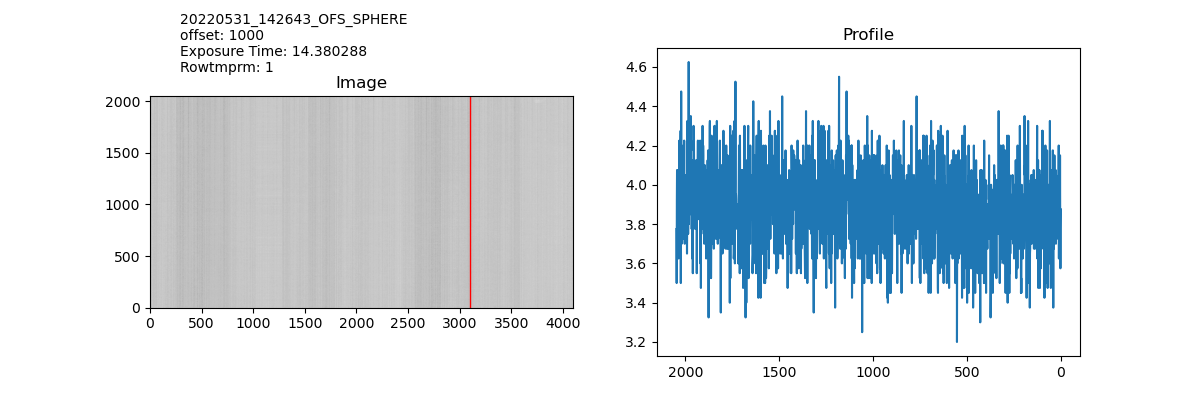 20220531_142643_OFS_SPHERE
offset: 1000
Exposure Time: 14.380288
Rowtmprm: 1
Image
2000
1500
1000
500
0
0 500 1000 1500 2000 2500 3000 3500 4000
Profile
4.6
4.4
4.2
4.0
3.8
3.6
3.4
3.2
2000 1500 1000 500 0